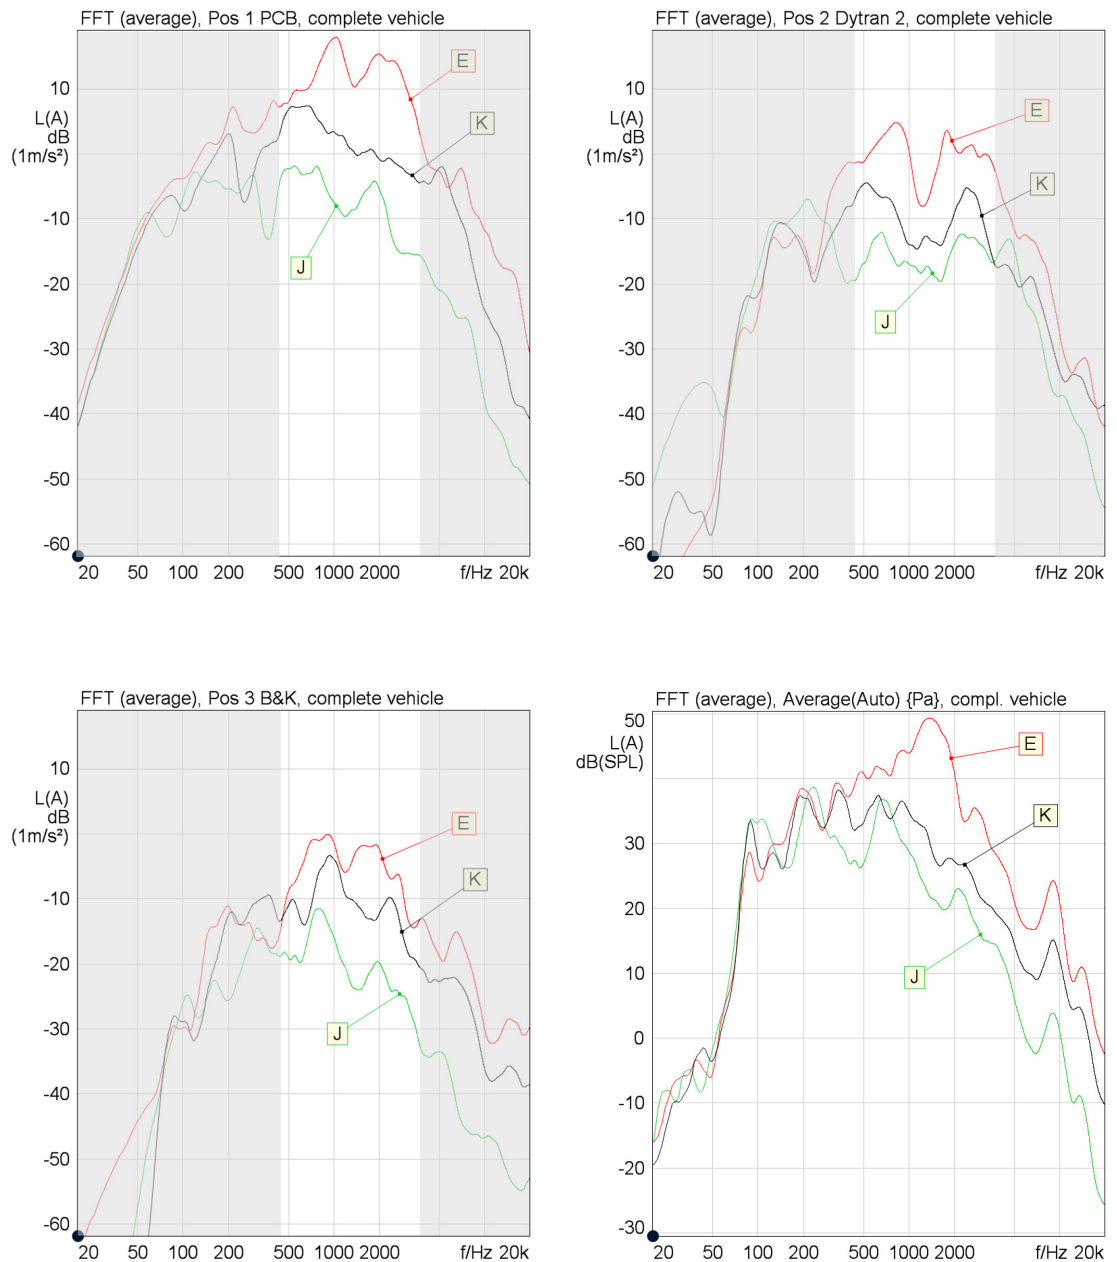 FFT (average), Pos 1 PCB, complete vehicle
10
L(A)
dB
(1m/s²)
-10
-20
-30
-40
-50
-60
20 50 100 200 500 1000 2000 f/Hz 20k
E
K
J
FFT (average), Pos 2 Dytran 2, complete vehicle
10
L(A)
dB
(1m/s²)
-10
-20
-30
-40
-50
-60
20 50 100 200 500 1000 2000 f/Hz 20k
E
K
J
FFT (average), Pos 3 B&K, complete vehicle
10
L(A)
dB
(1m/s²)
-10
-20
-30
-40
-50
-60
20 50 100 200 500 1000 2000 f/Hz 20k
E
K
J
FFT (average), Average(Auto) {Pa}, compl. vehicle
50
L(A)
dB(SPL)
30
20
10
0
-10
-20
-30
20 50 100 200 500 1000 2000 f/Hz 20k
E
K
J